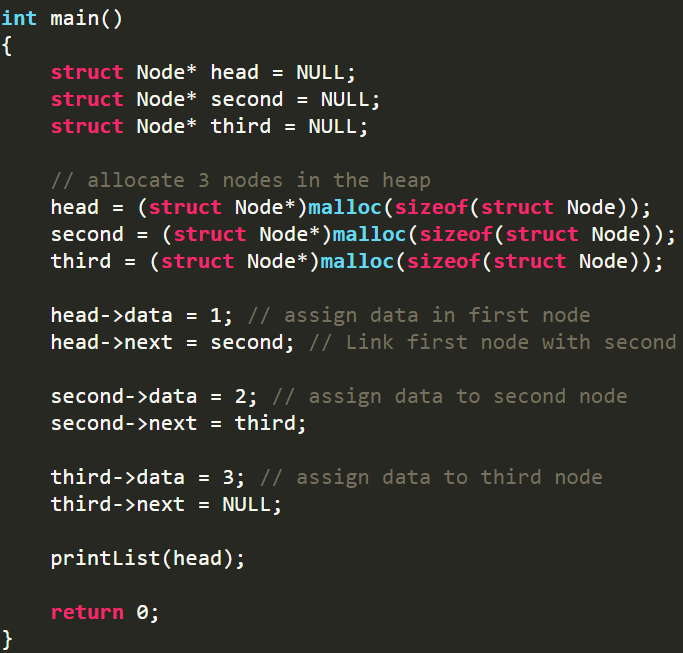 int main()
{
    struct Node* head = NULL;
    struct Node* second = NULL;
    struct Node* third = NULL;

    // allocate 3 nodes in the heap
    head = (struct Node*)malloc(sizeof(struct Node));
    second = (struct Node*)malloc(sizeof(struct Node));
    third = (struct Node*)malloc(sizeof(struct Node));

    head->data = 1; // assign data in first node
    head->next = second; // Link first node with second

    second->data = 2; // assign data to second node
    second->next = third;

    third->data = 3; // assign data to third node
    third->next = NULL;

    printList(head);

    return 0;
}